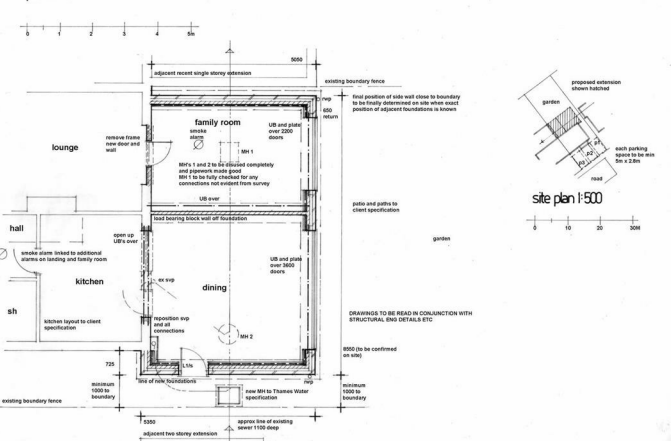 0 1 2 3 4 5m
5050
adjacent recent single storey extension
existing boundary fence
rwp
650
return
final position of side wall close to boundary
to be finally determined on site when exact
position of adjacent foundations is known
family room
smoke
alarm
UB and plate
over 2200
doors
remove frame
new door and
wall
lounge
MH 1
MH's 1 and 2 to be disused completely
and pipework made good
MH 1 to be fully checked for any
connections not evident from survey
UB over
load bearing block wall off foundation
patio and paths to
client specification
garden
proposed extension
shown hatched
garden
p1
p2
p3
road
each parking
space to be min
5m x 2.8m
site plan 1:500
0 10 20 30M
hall
open up
UB's over
smoke alarm linked to additional
alarms on landing and family room
kitchen
ex svp
UB and plate
over 3600
doors
dining
sh
kitchen layout to client
specification
reposition svp
and all
connections
MH 2
DRAWINGS TO BE READ IN CONJUNCTION WITH
STRUCTURAL ENG DETAILS ETC
8550 (to be confirmed
on site)
725
L1/s
line of new foundations
rwp
minimum
1000 to
boundary
new MH to Thames Water
specification
minimum
1000 to
boundary
existing boundary fence
5350
approx line of existing
sewer 1100 deep
adjacent two storey extension